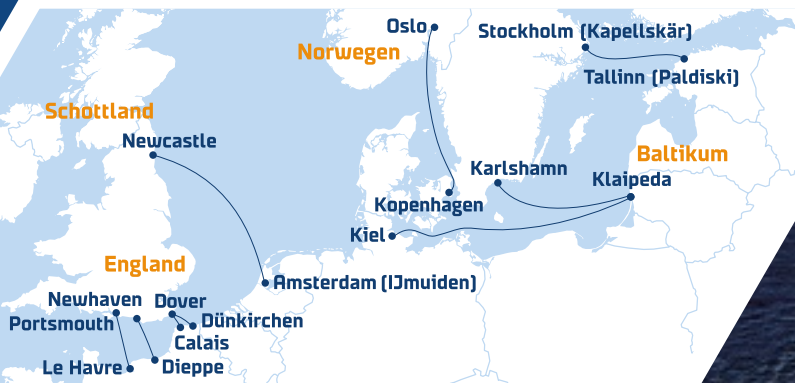 Oslo
Stockholm (Kapellskär)
Norwegen
Tallinn (Paldiski)
Schottland
Newcastle
Baltikum
Karlshamn
Klaipeda
Kopenhagen
Kiel
England
Amsterdam (IJmuiden)
Newhaven
Dover
Portsmouth
Dünkirchen
Calais
Le Havre
Dieppe